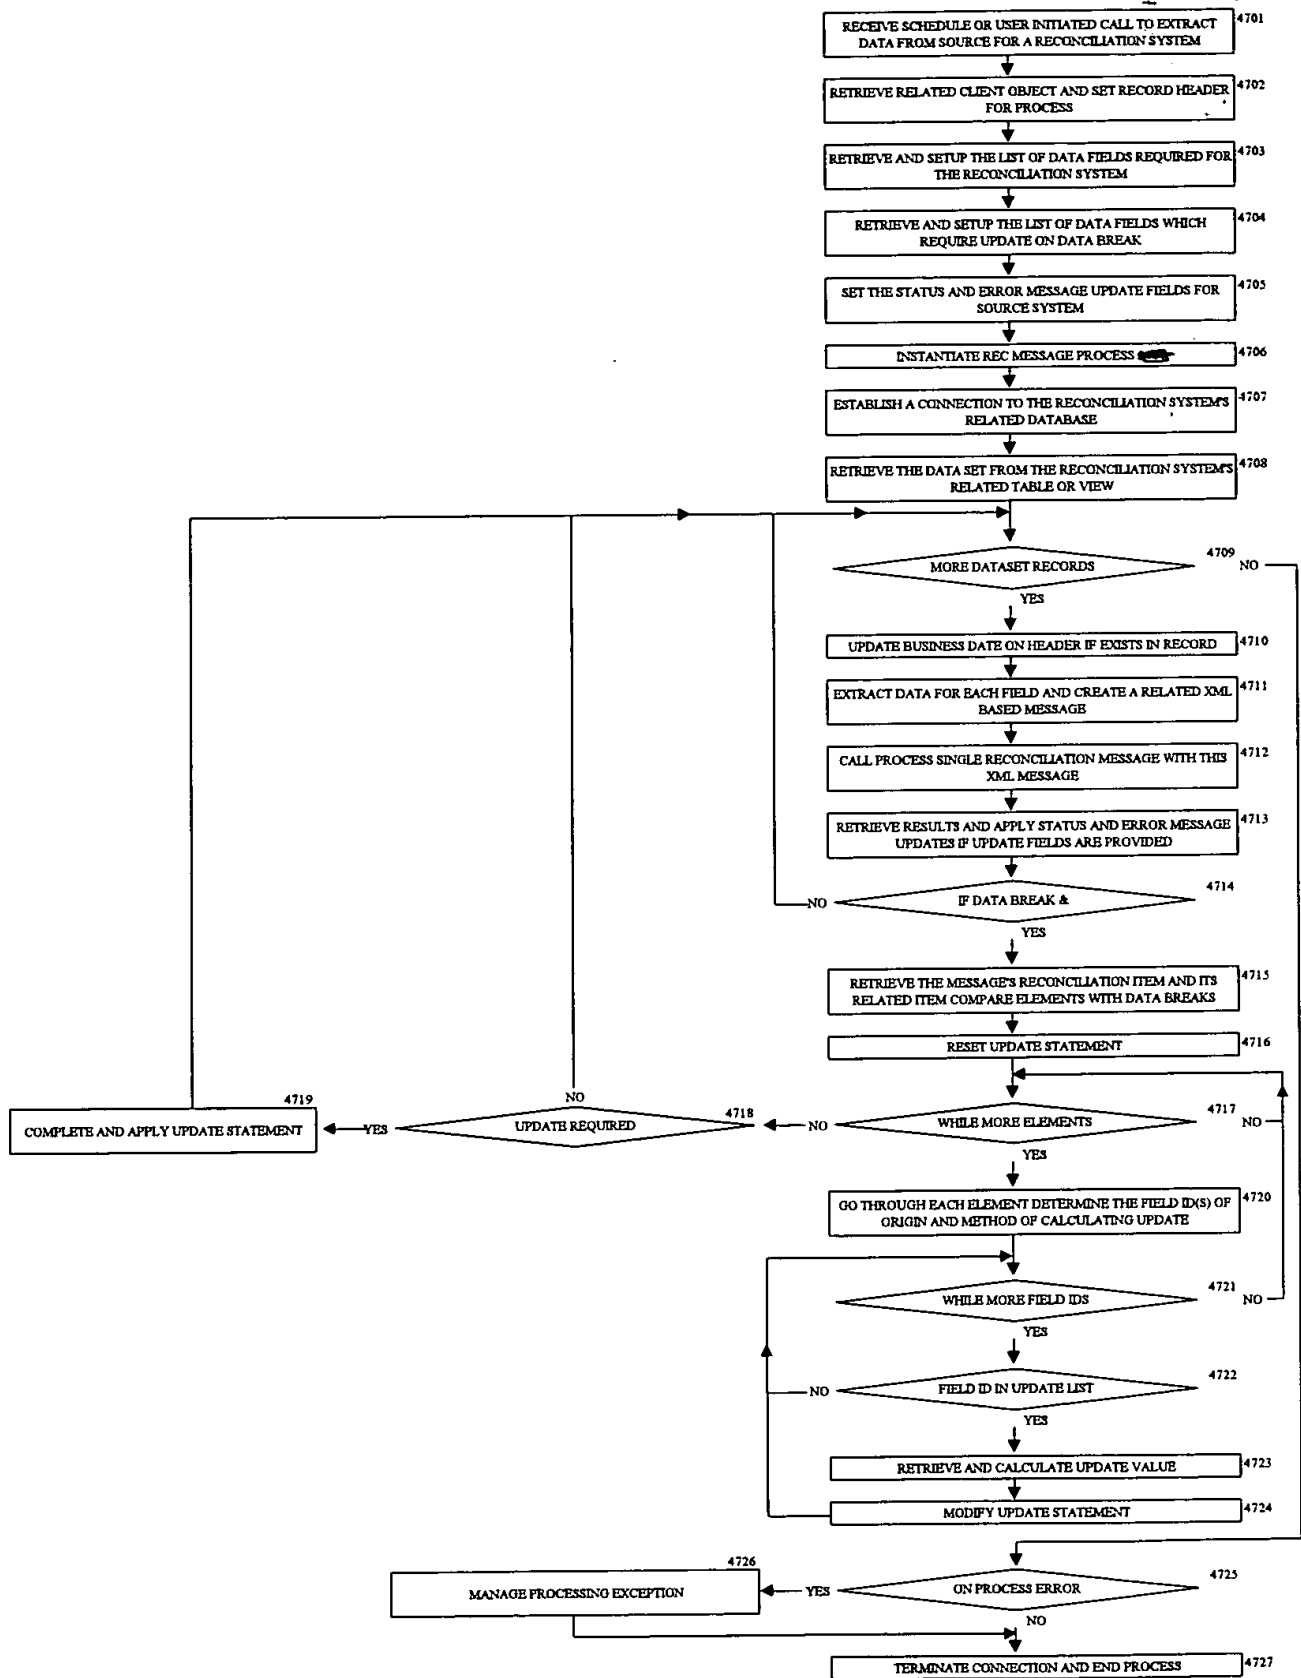 4701
RECEIVE SCHEDULE OR USER INITIATED CALL TO EXTRACT
DATA FROM SOURCE FOR A RECONCILIATION SYSTEM
4702
RETRIEVE RELATED CLIENT OBJECT AND SET RECORD HEADER
FOR PROCESS
4703
RETRIEVE AND SETUP THE LIST OF DATA FIELDS REQUIRED FOR
THE RECONCILIATION SYSTEM
4704
RETRIEVE AND SETUP THE LIST OF DATA FIELDS WHICH
REQUIRE UPDATE ON DATA BREAK
4705
SET THE STATUS AND ERROR MESSAGE UPDATE FIELDS FOR
SOURCE SYSTEM
INSTANTIATE REC MESSAGE PROCESS
4706
4707
ESTABLISH A CONNECTION TO THE RECONCILIATION SYSTEM'S
RELATED DATABASE
4708
RETRIEVE THE DATA SET FROM THE RECONCILIATION SYSTEM'S
RELATED TABLE OR VIEW
4709
MORE DATASET RECORDS
NO
YES
UPDATE BUSINESS DATE ON HEADER IF EXISTS IN RECORD
4710
4711
EXTRACT DATA FOR EACH FIELD AND CREATE A RELATED XML
BASED MESSAGE
4712
CALL PROCESS SINGLE RECONCILIATION MESSAGE WITH THIS
XML MESSAGE
4713
RETRIEVE RESULTS AND APPLY STATUS AND ERROR MESSAGE
UPDATES IF UPDATE FIELDS ARE PROVIDED
4714
NO
IF DATA BREAK &
YES
4715
RETRIEVE THE MESSAGE'S RECONCILIATION ITEM AND ITS
RELATED ITEM COMPARE ELEMENTS WITH DATA BREAKS
RESET UPDATE STATEMENT
4716
4719
COMPLETE AND APPLY UPDATE STATEMENT
YES
NO
UPDATE REQUIRED
4718
NO
WHILE MORE ELEMENTS
4717
NO
YES
4720
GO THROUGH EACH ELEMENT DETERMINE THE FIELD ID(S) OF
ORIGIN AND METHOD OF CALCULATING UPDATE
4721
WHILE MORE FIELD IDS
NO
YES
4722
NO
FIELD ID IN UPDATE LIST
YES
RETRIEVE AND CALCULATE UPDATE VALUE
4723
MODIFY UPDATE STATEMENT
4724
4726
MANAGE PROCESSING EXCEPTION
YES
ON PROCESS ERROR
4725
NO
TERMINATE CONNECTION AND END PROCESS
4727